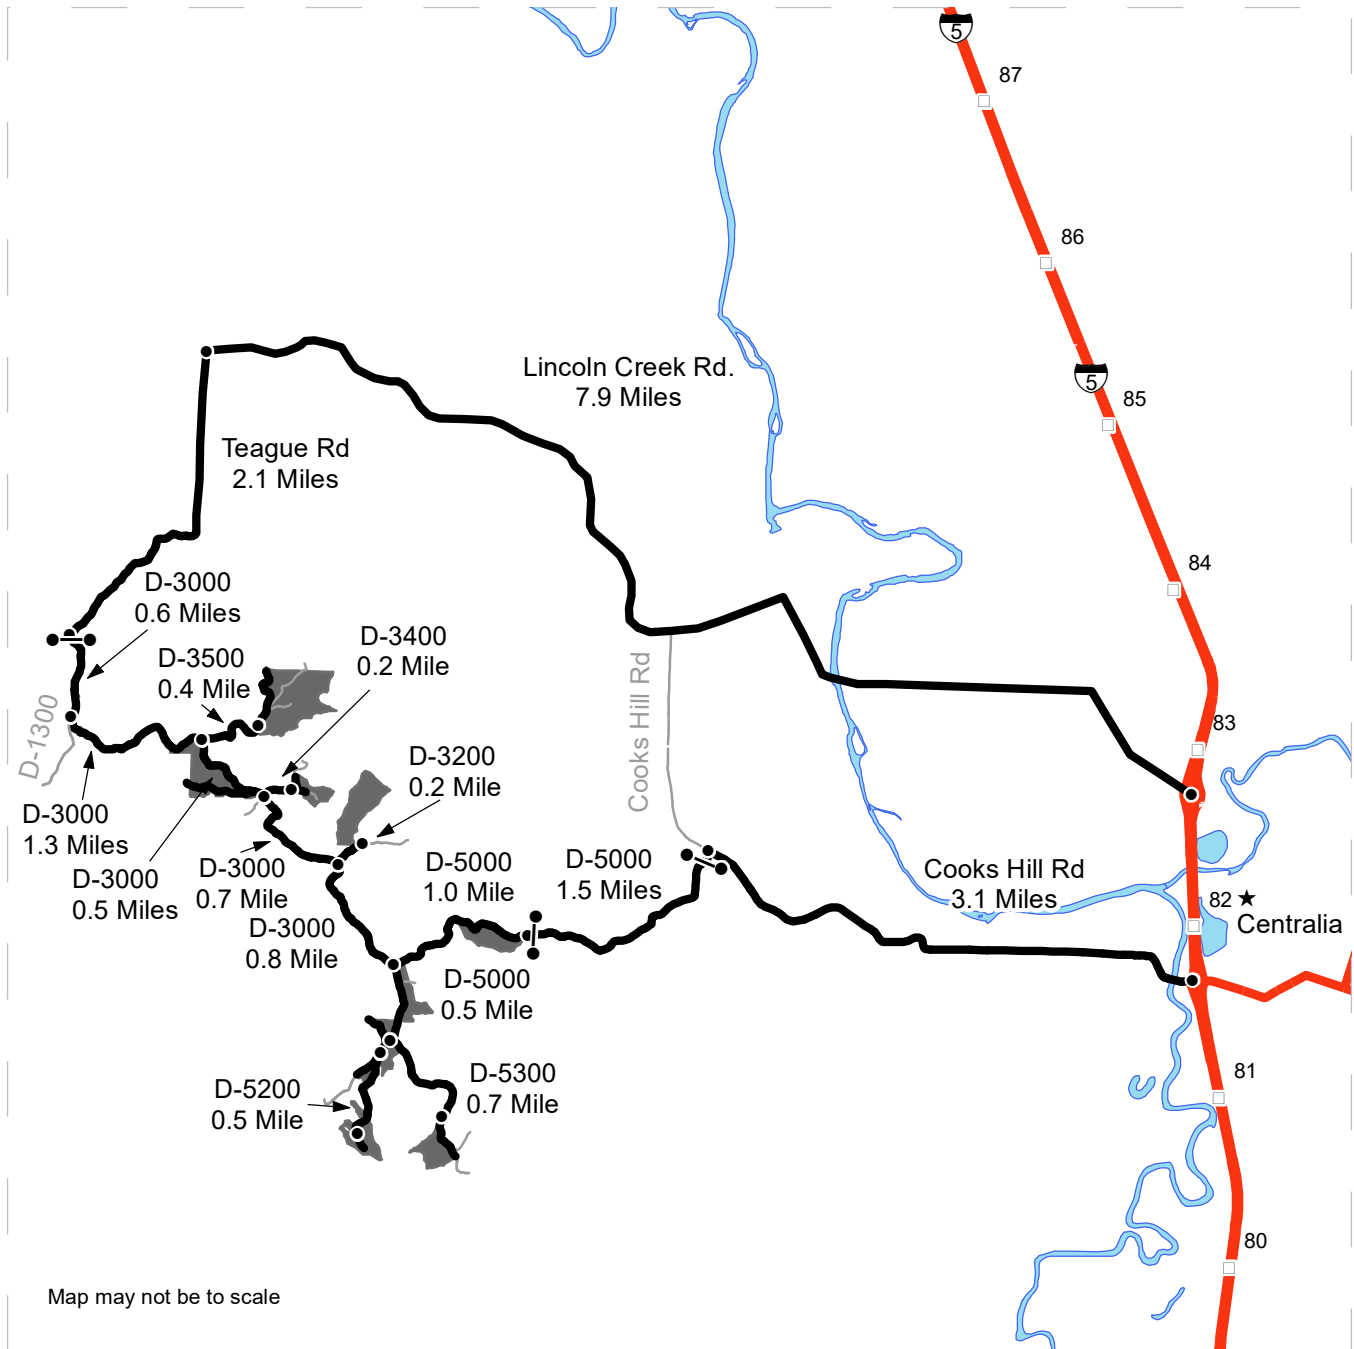 5
87
86
Lincoln Creek Rd.
7.9 Miles
5
85
Teague Rd
2.1 Miles
84
D-3000
0.6 Miles
D-3400
0.2 Mile
D-3500
0.4 Mile
Cooks Hill Rd
D-1300
83
D-3200
0.2 Mile
D-3000
1.3 Miles
D-3000
0.5 Miles
D-3000
0.7 Mile
D-5000
1.0 Mile
D-5000
1.5 Miles
Cooks Hill Rd
3.1 Miles
82
Centralia
D-3000
0.8 Mile
D-5000
0.5 Mile
D-5200
0.5 Mile
D-5300
0.7 Mile
81
80
Map may not be to scale